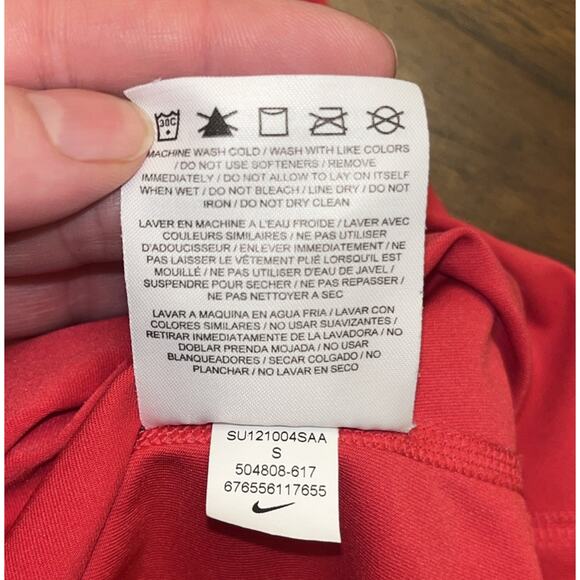 30C
MACHINE WASH COLD / WASH WITH LIKE COLORS
/ DO NOT USE SOFTENERS / REMOVE
IMMEDIATELY / DO NOT ALLOW TO LAY ON ITSELF
WHEN WET / DO NOT BLEACH / LINE DRY / DO NOT
IRON / DO NOT DRY CLEAN
LAVER EN MACHINE A L'EAU FROIDE / LAVER AVEC
COULEURS SIMILAIRES / NE PAS UTILISER
D'ADOUCISSEUR / ENLEVER IMMEDIATEMENT / NE
PAS LAISSER LE VÊTEMENT PLIÉ LORSQU'IL EST
MOUILLÉ / NE PAS UTILISER D'EAU DE JAVEL /
SUSPENDRE POUR SECHER / NE PAS REPASSER /
NE PAS NETTOYER A SEC
LAVAR A MAQUINA EN AGUA FRIA / LAVAR CON
COLORES SIMILARES / NO USAR SUAVIZANTES /
RETIRAR INMEDIATAMENTE DE LA LAVADORA / NO
DOBLAR PRENDA MOJADA / NO USAR
BLANQUEADORES / SECAR COLGADO / NO
PLANCHAR / NO LAVAR EN SECO
SU121004SAA
S
504808-617
676556117655